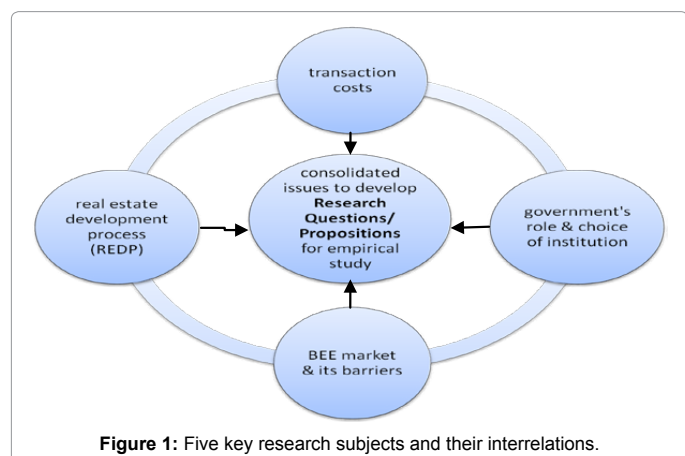 transaction
costs
consolidated
issues to develop
Research
Questions/
Propositions
for empirical
study
real estate
development
process
(REDP)
government's
role & choice
of institution
BEE market
& its barriers
Figure 1: Five key research subjects and their interrelations.